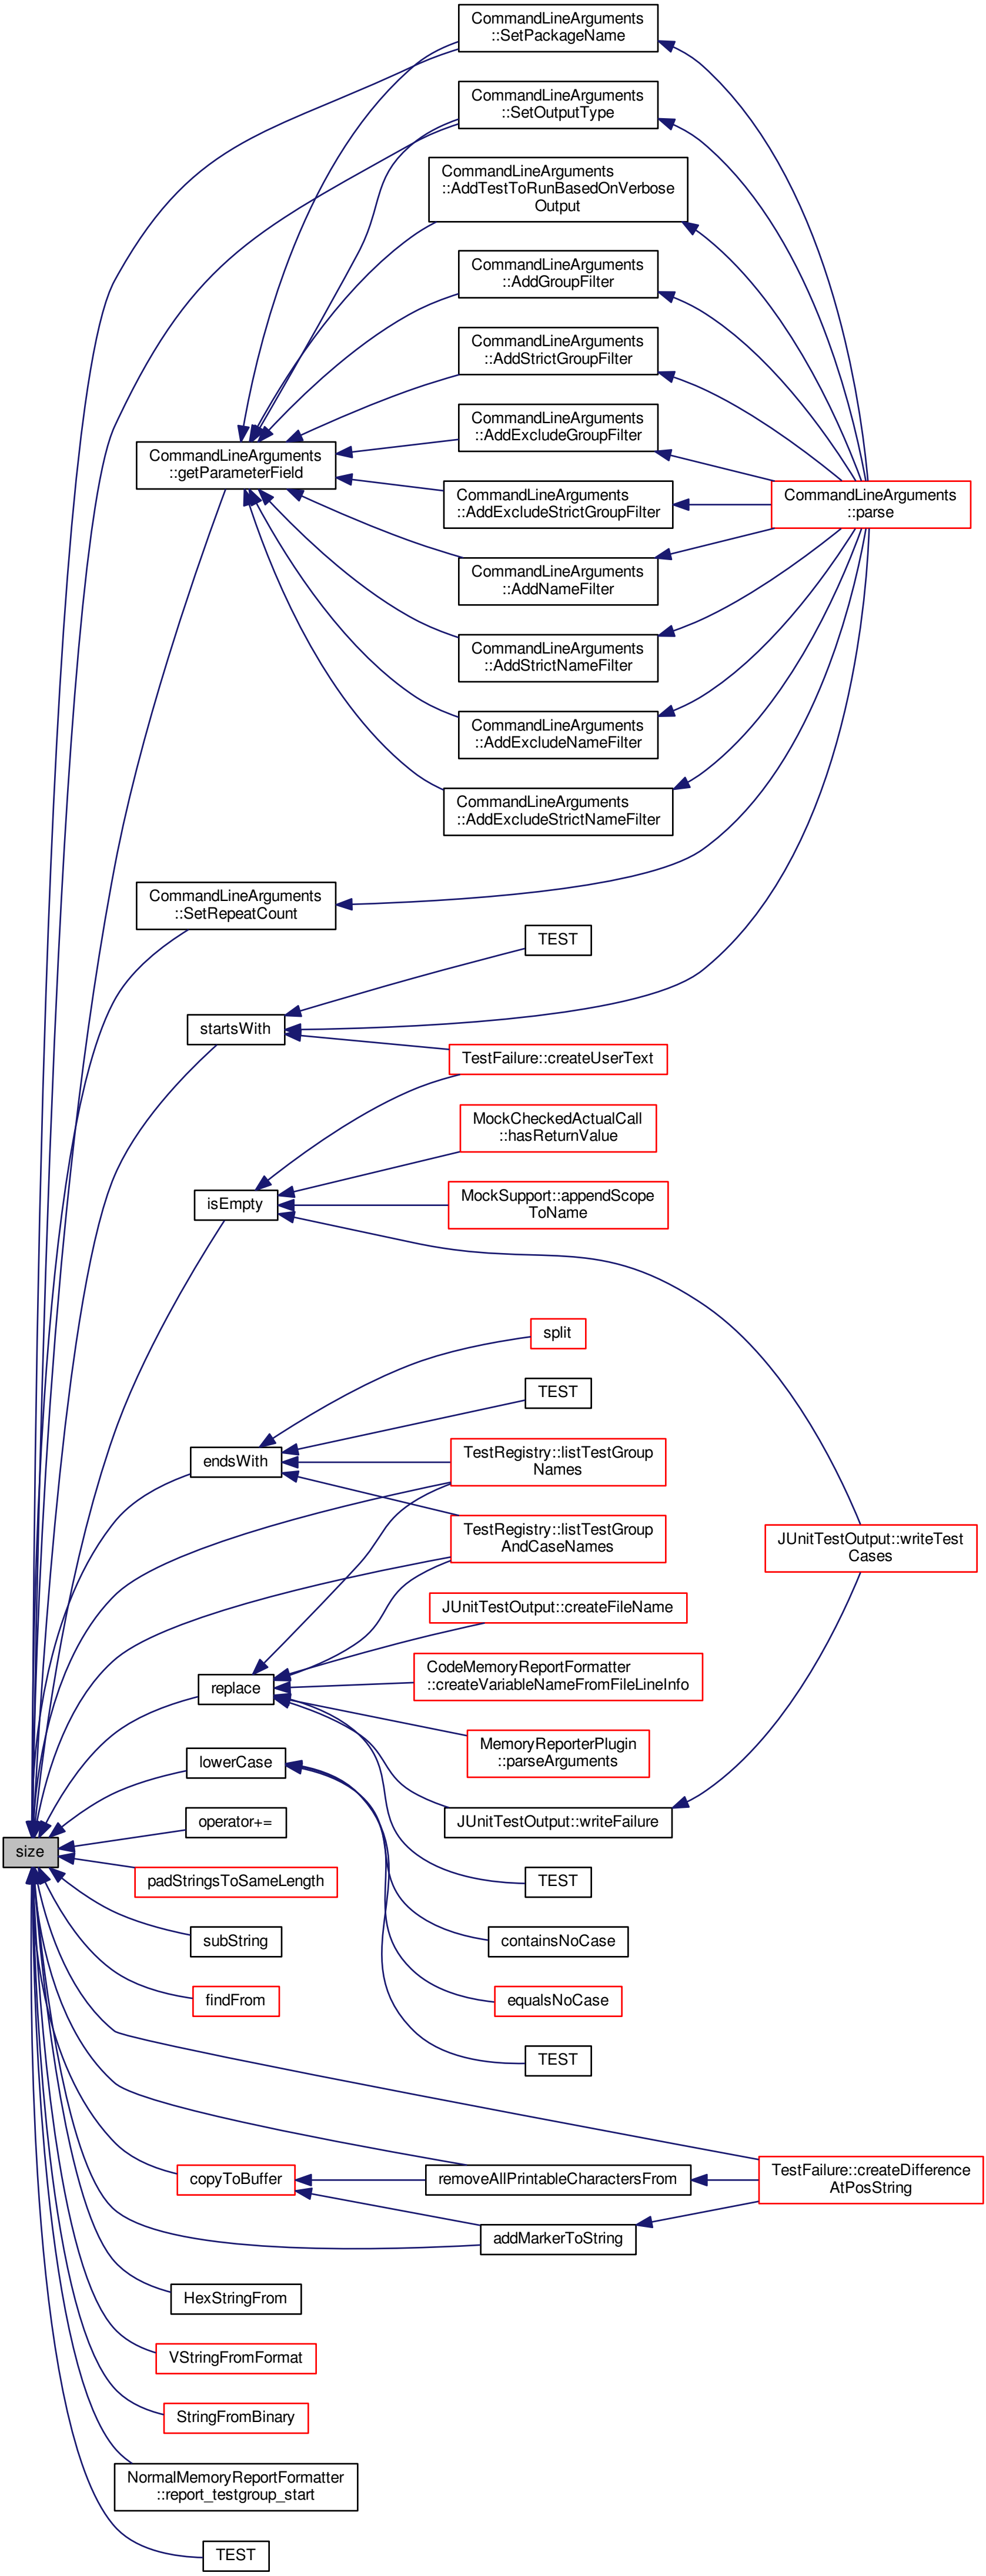 CommandLineArguments
::SetPackageName
CommandLineArguments
::SetOutputType
CommandLineArguments
::AddTestToRunBasedOnVerbose
Output
CommandLineArguments
::AddGroupFilter
CommandLineArguments
::AddStrictGroupFilter
CommandLineArguments
::AddExcludeGroupFilter
CommandLineArguments
::getParameterField
CommandLineArguments
::AddExcludeStrictGroupFilter
CommandLineArguments
::parse
CommandLineArguments
::AddNameFilter
CommandLineArguments
::AddStrictNameFilter
CommandLineArguments
::AddExcludeNameFilter
CommandLineArguments
::AddExcludeStrictNameFilter
CommandLineArguments
::SetRepeatCount
TEST
startsWith
TestFailure::createUserText
MockCheckedActualCall
::hasReturnValue
isEmpty
MockSupport::appendScope
ToName
split
TEST
endsWith
TestRegistry::listTestGroup
Names
TestRegistry::listTestGroup
AndCaseNames
JUnitTestOutput::writeTest
Cases
JUnitTestOutput::createFileName
replace
CodeMemoryReportFormatter
::createVariableNameFromFileLineInfo
MemoryReporterPlugin
::parseArguments
lowerCase
operator+=
JUnitTestOutput::writeFailure
size
padStringsToSameLength
TEST
subString
containsNoCase
findFrom
equalsNoCase
TEST
copyToBuffer
removeAllPrintableCharactersFrom
TestFailure::createDifference
AtPosString
addMarkerToString
HexStringFrom
VStringFromFormat
StringFromBinary
NormalMemoryReportFormatter
::report_testgroup_start
TEST